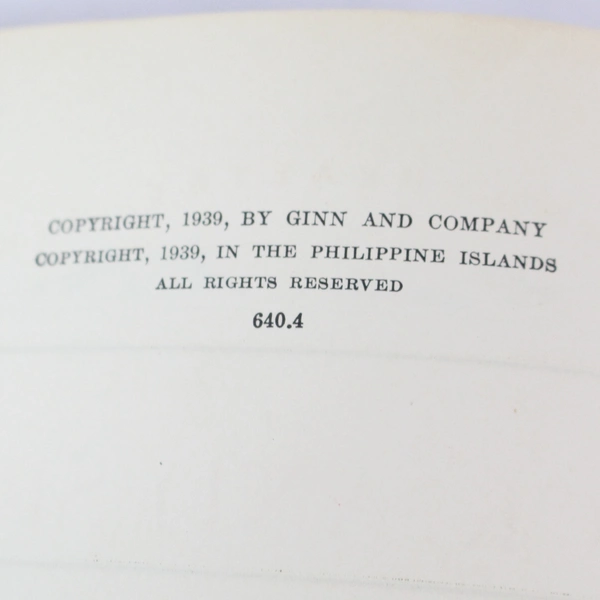 COPYRIGHT, 1939, BY GINN AND COMPANY
COPYRIGHT, 1939, IN THE PHILIPPINE ISLANDS
ALL RIGHTS RESERVED
640.4